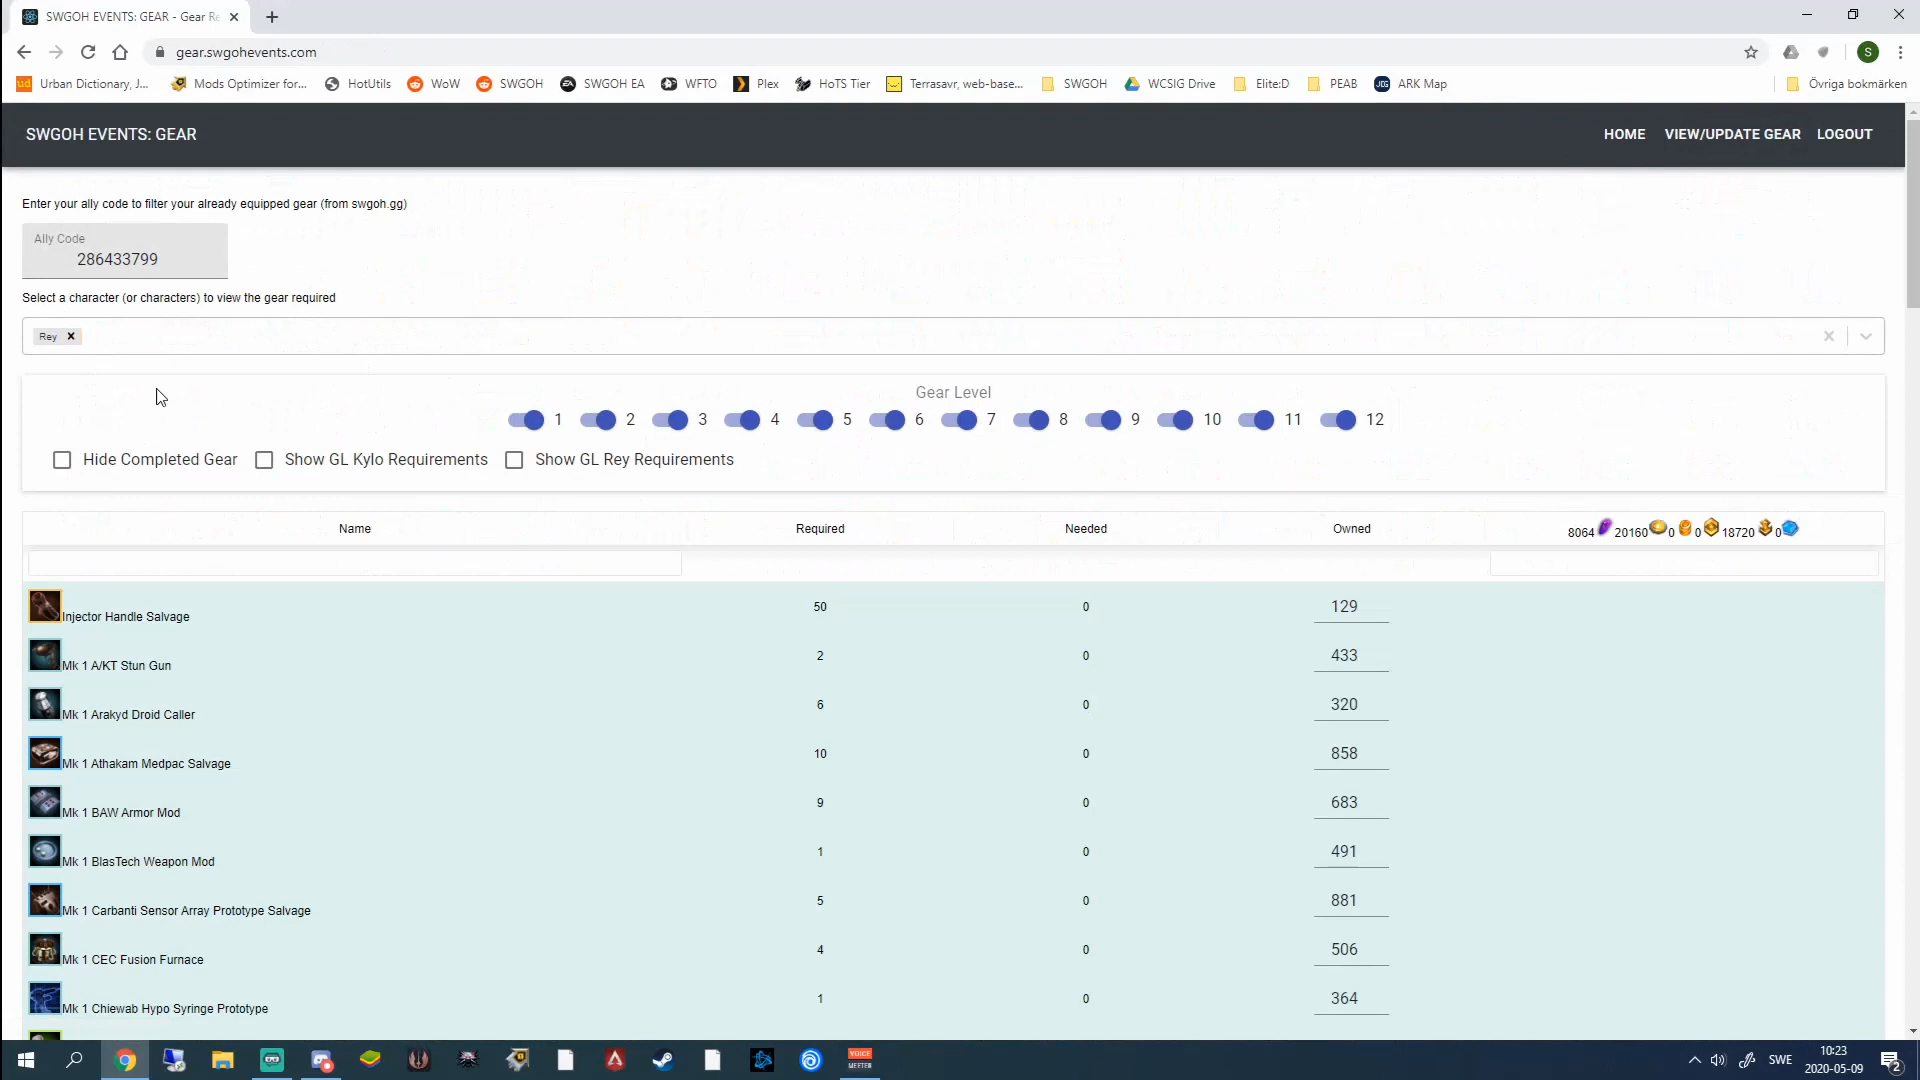 SWGOH EVENTS: GEAR - Gear Re
gear.swgohevents.com
S
Urban Dictionary, J... Mods Optimizer for... HotUtils WoW SWGOH SWGOH EA WFTO Plex HoTS Tier Terrasavr, web-base... SWGOH WCSIG Drive Elite:D PEAB ARK Map Övriga bokmärken
SWGOH EVENTS: GEAR HOME VIEW/UPDATE GEAR LOGOUT
Enter your ally code to filter your already equipped gear (from swgoh.gg)
Ally Code
286433799
Select a character (or characters) to view the gear required
Rey
Gear Level
1 2 3 4 5 6 7 8 9 10 11 12
Hide Completed Gear Show GL Kylo Requirements Show GL Rey Requirements
Name Required Needed Owned 8064 20160 0 0 18720 0
Injector Handle Salvage 50 0 129
Mk 1 A/KT Stun Gun 2 0 433
Mk 1 Arakyd Droid Caller 6 0 320
Mk 1 Athakam Medpac Salvage 10 0 858
Mk 1 BAW Armor Mod 9 0 683
Mk 1 BlasTech Weapon Mod 1 0 491
Mk 1 Carbanti Sensor Array Prototype Salvage 5 0 881
Mk 1 CEC Fusion Furnace 4 0 506
Mk 1 Chiewab Hypo Syringe Prototype 1 0 364
VOICE
MEETER
SWE
10:23
2020-05-09
2